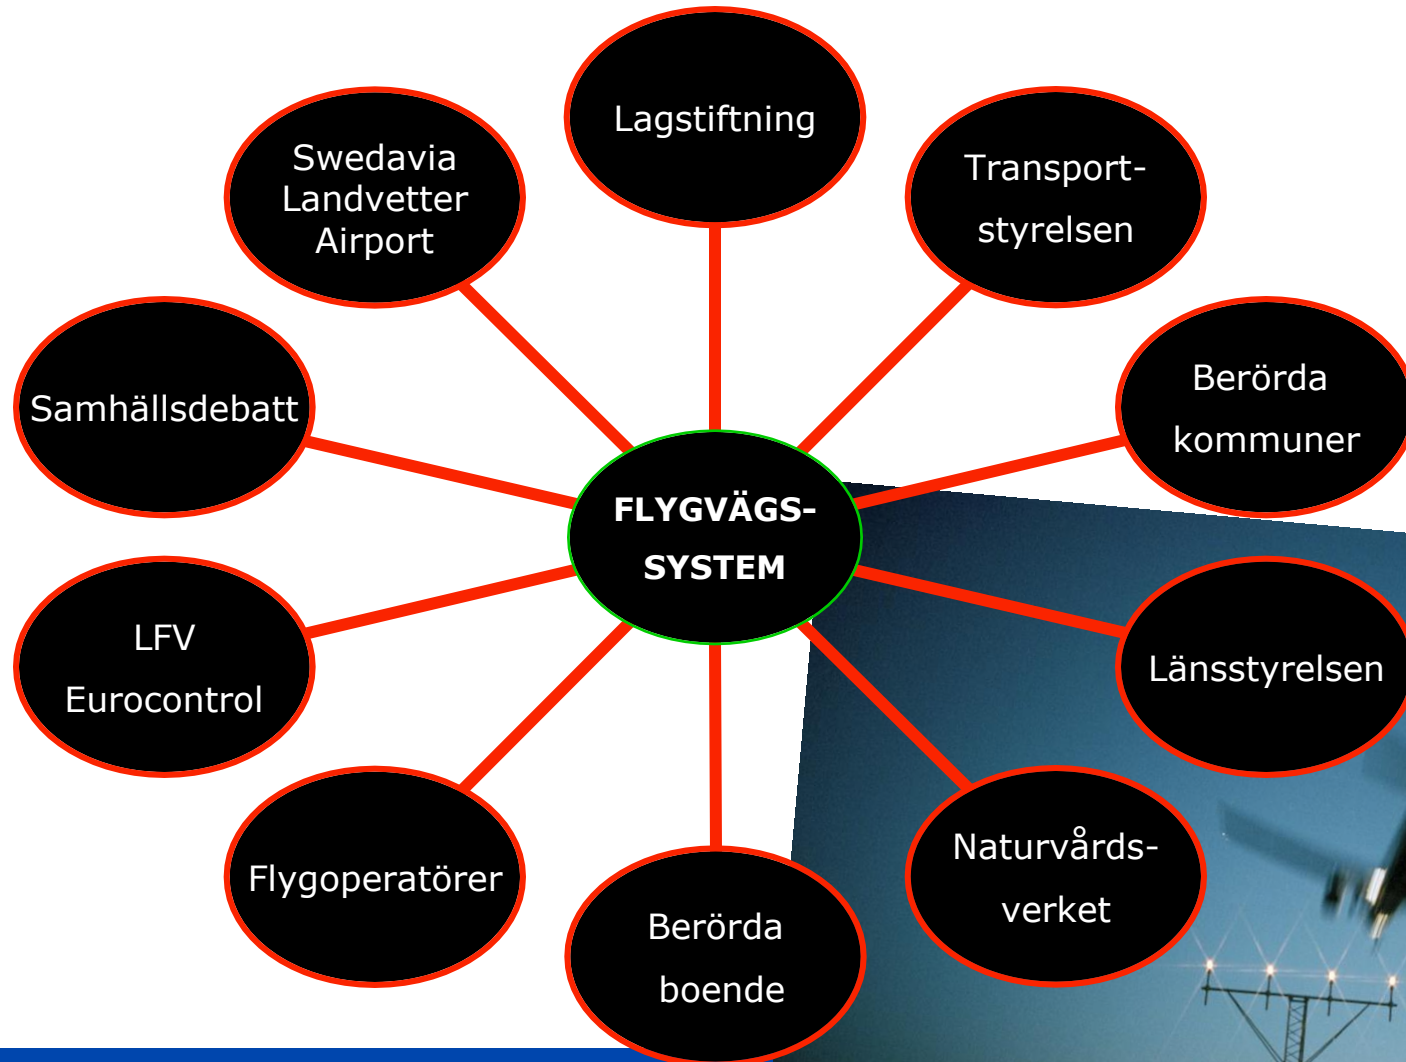 Lagstiftning
Swedavia
Landvetter
Airport
Transport-
styrelsen
Samhällsdebatt
Berörda
kommuner
FLYGVÄGS-
SYSTEM
LFV
Eurocontrol
Länsstyrelsen
Flygoperatörer
Naturvårds-
verket
Berörda
boende